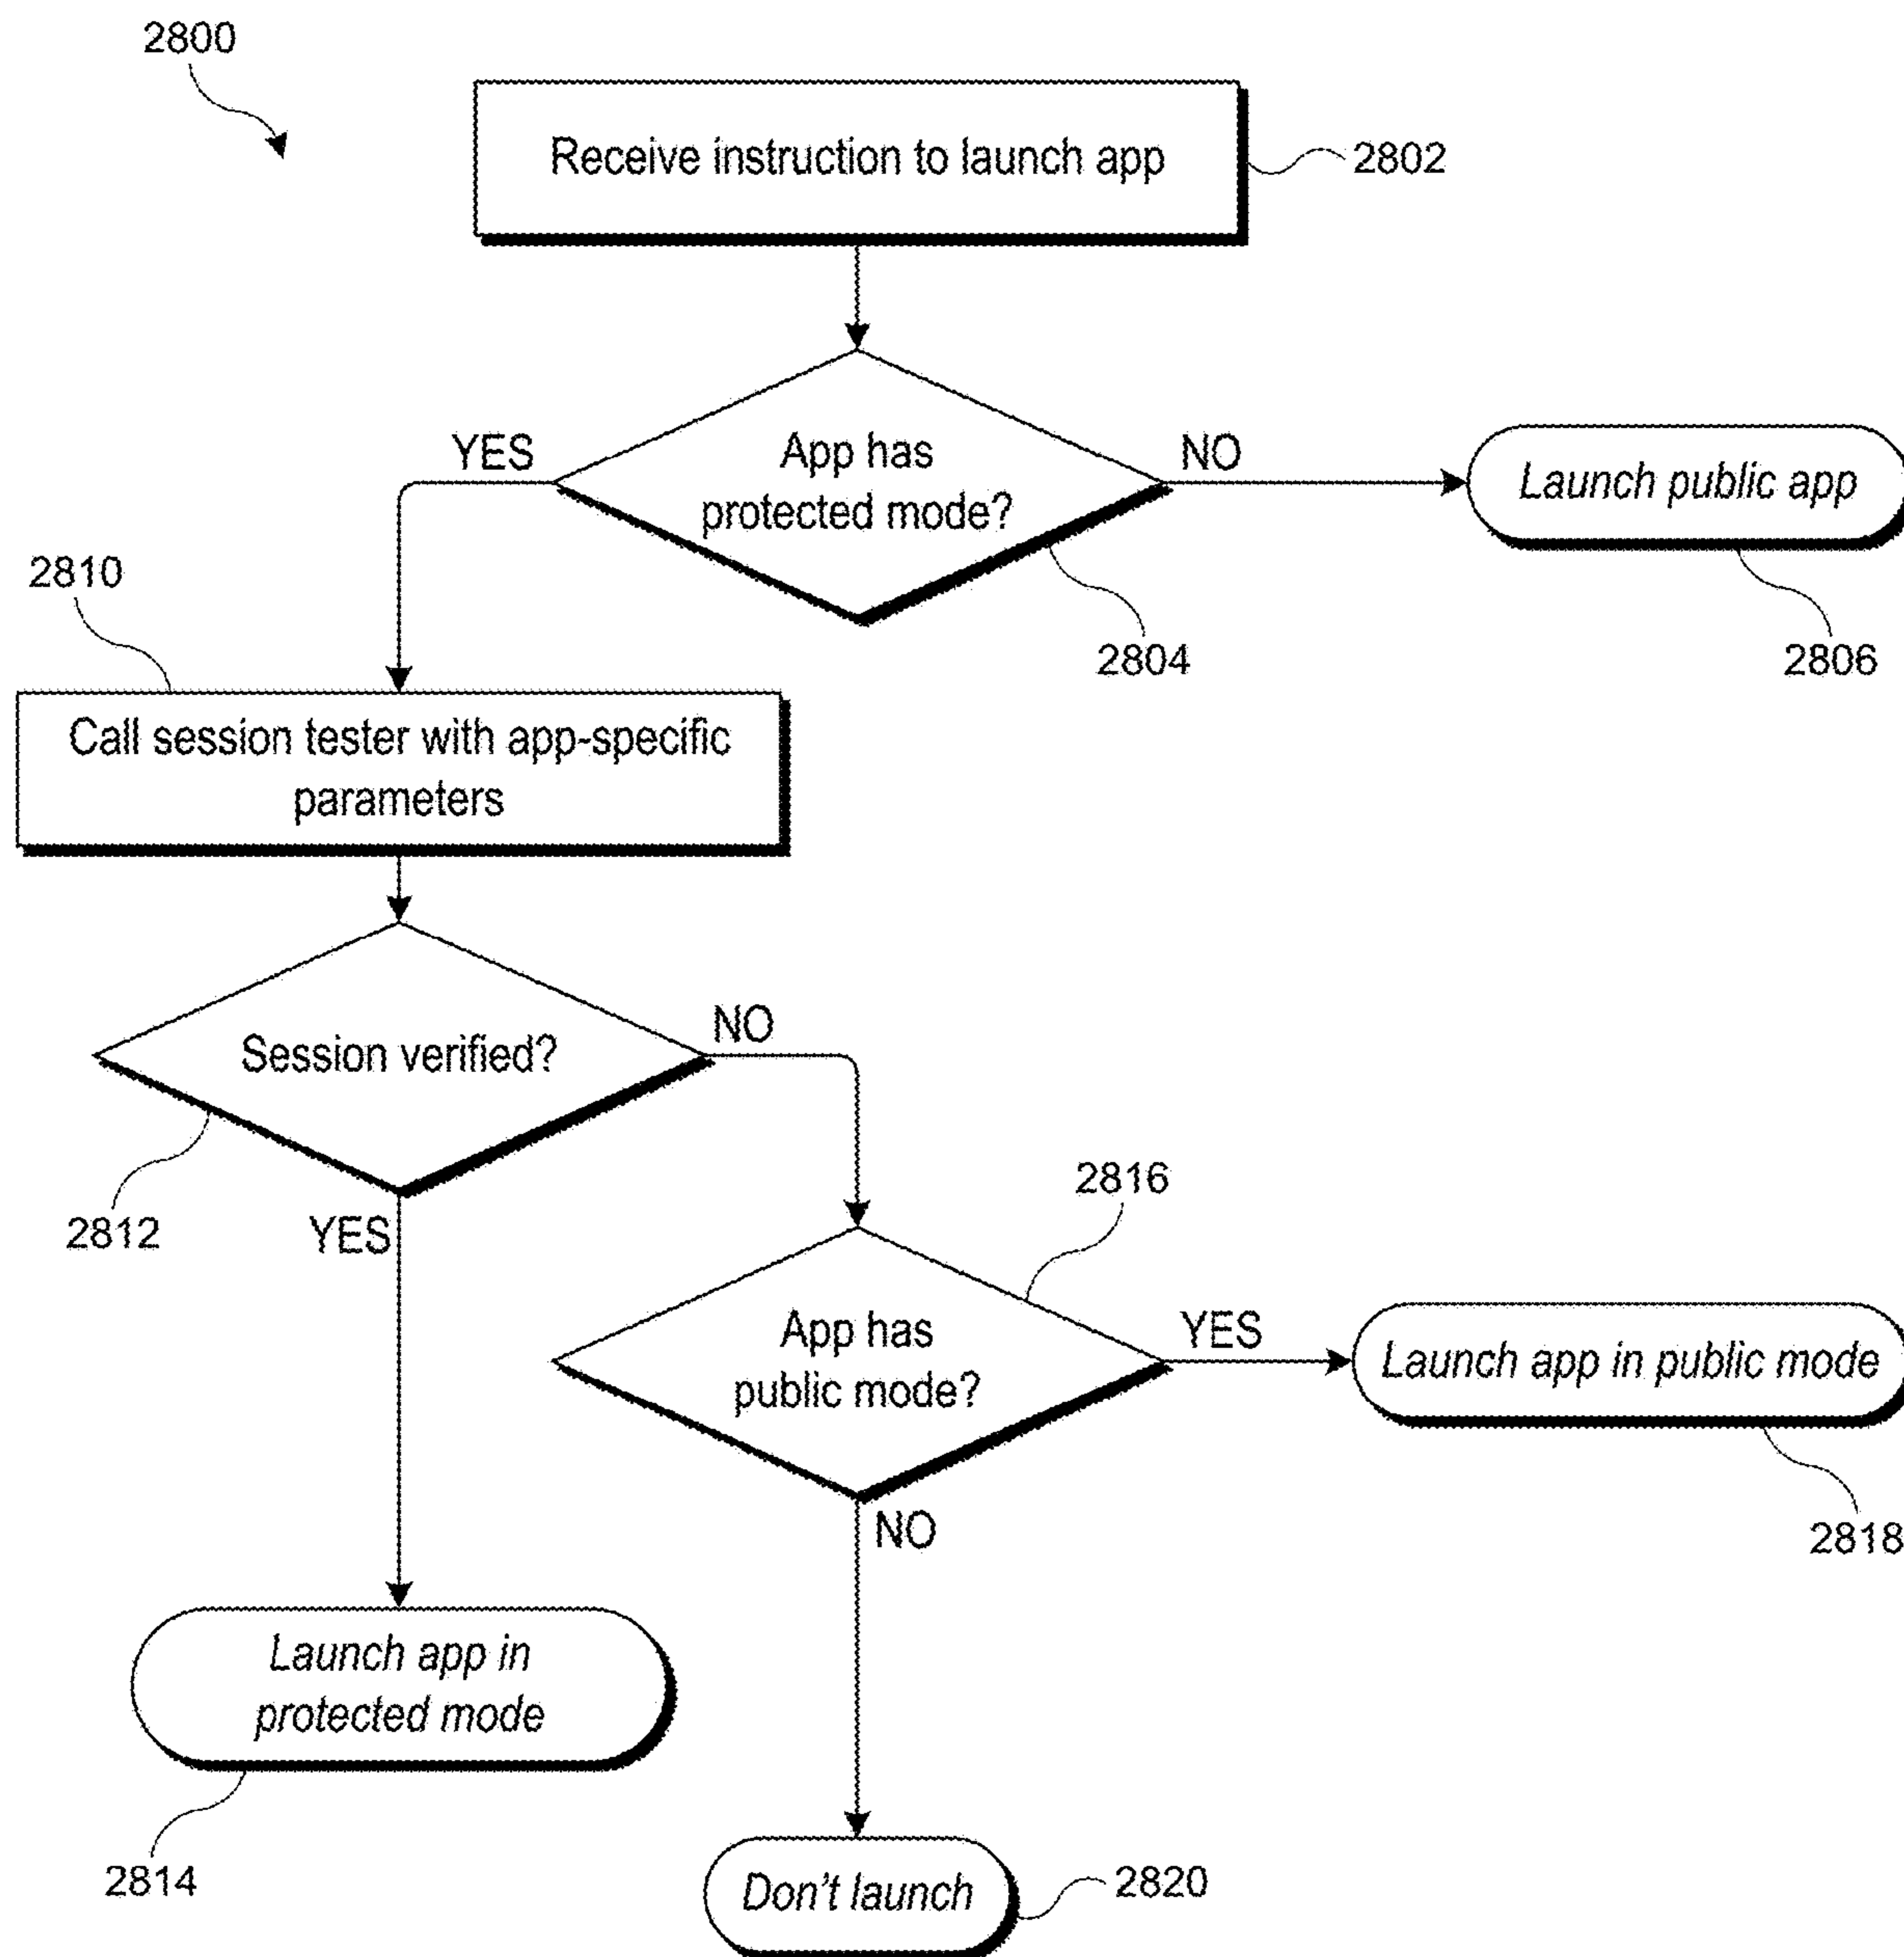 2800
Receive instruction to launch app
2802
YES
App has
protected mode?
NO
Launch public app
2804
2806
2810
Call session tester with app-specific
parameters
Session verified?
NO
2812
YES
2816
App has
public mode?
YES
Launch app in public mode
2818
NO
Launch app in
protected mode
2814
Don't launch
2820